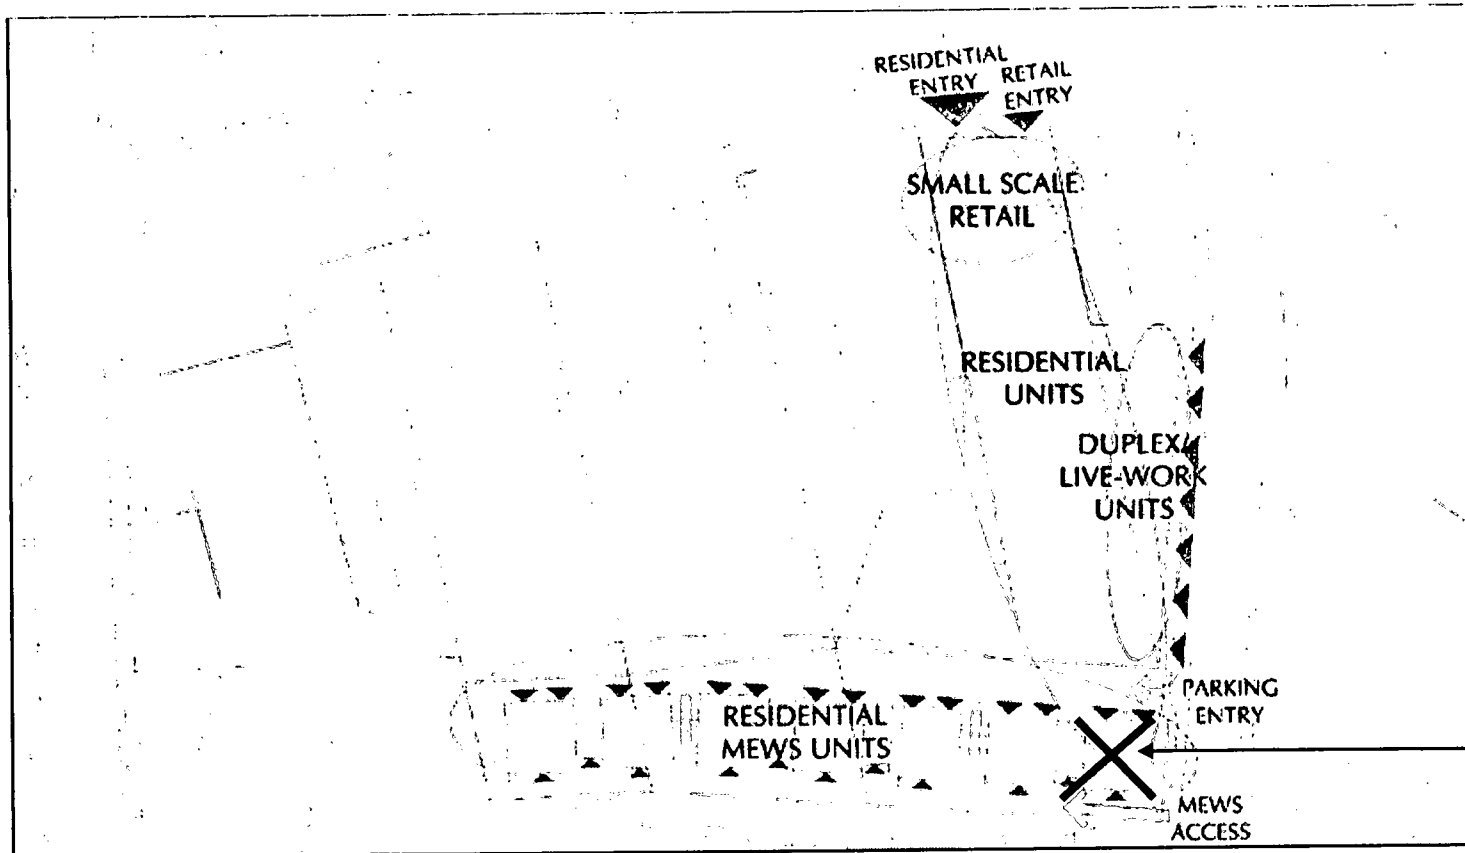 RESIDENTIAL
ENTRY
RETAIL
ENTRY
SMALL SCALE
RETAIL
RESIDENTIAL
UNITS
DUPLEX/
LIVE-WORK
UNITS
PARKING
ENTRY
RESIDENTIAL
MEWS UNITS
MEWS
ACCESS